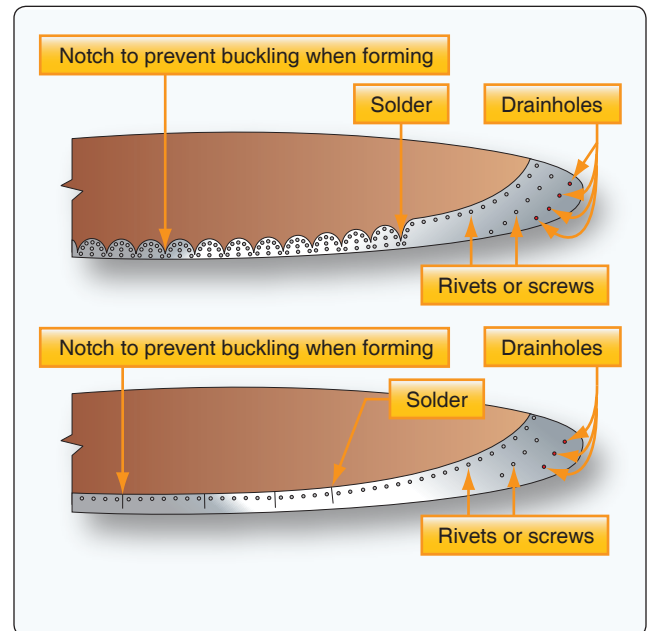 Notch to prevent buckling when forming
Solder
Drainholes
Rivets or screws
Notch to prevent buckling when forming
Drainholes
Solder
Rivets or screws